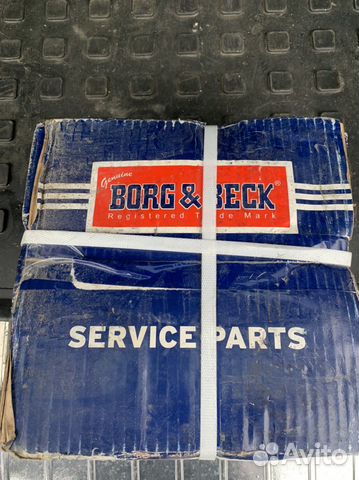 Genuine
BORG & BECK®
Registered Trade Mark
SERVICE PARTS
Avito